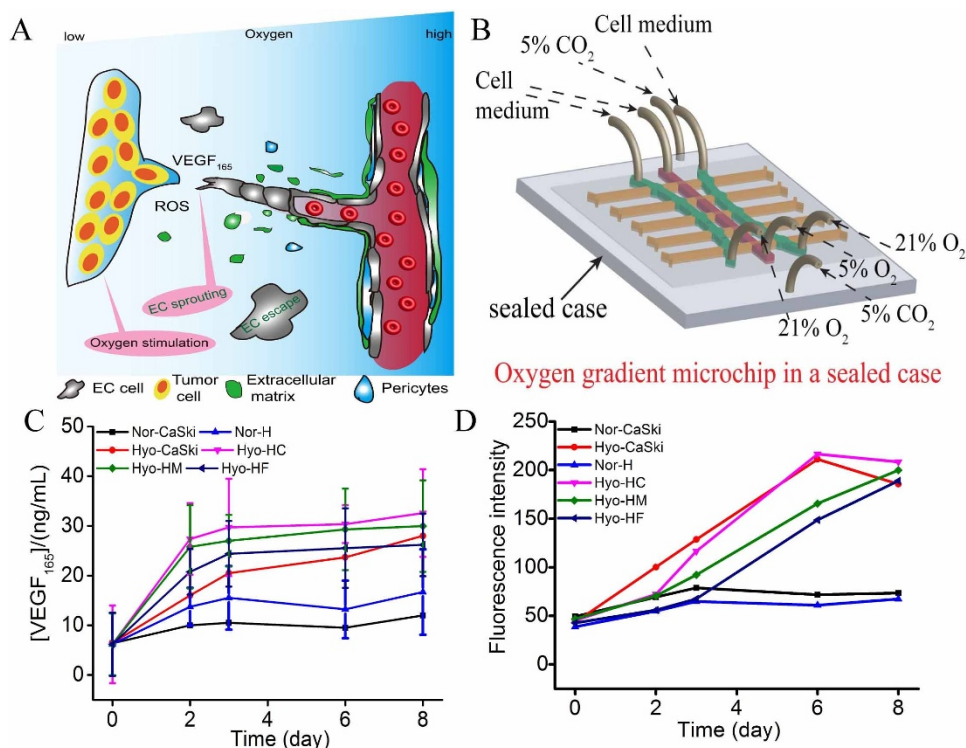 A
low
Oxygen
high
VEGF165
ROS
EC sprouting
EC escape
Oxygen stimulation
EC cell
Tumor
cell
Extracellular
matrix
Pericytes
B
Cell medium
5% CO2
Cell
medium
21% O2
5% O2
5% CO2
21% O2
sealed case
Oxygen gradient microchip in a sealed case
C
50
40
30
20
10
0
[VEGF165]/(ng/mL)
Nor-CaSki
Nor-H
Hyo-CaSki
Hyo-HC
Hyo-HM
Hyo-HF
0
2
4
6
8
Time (day)
D
250
200
150
100
50
0
Fluorescence intensity
Nor-CaSki
Hyo-CaSki
Nor-H
Hyo-HC
Hyo-HM
Hyo-HF
0
2
4
6
8
Time (day)